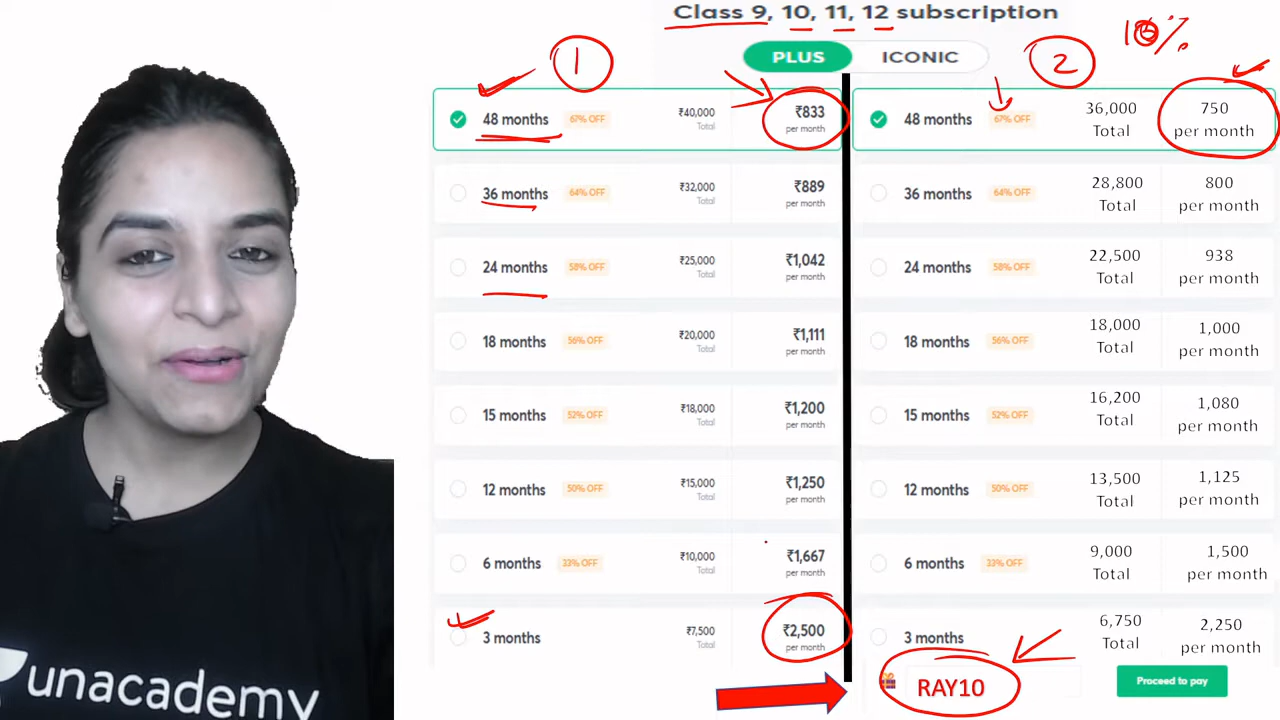 Class 9, 10, 11, 12 subscription
PLUS
ICONIC
1
2
10%
48 months 67% OFF ₹40,000 Total ₹833 per month
36 months 64% OFF ₹32,000 Total ₹889 per month
24 months 58% OFF ₹25,000 Total ₹1,042 per month
18 months 56% OFF ₹20,000 Total ₹1,111 per month
15 months 52% OFF ₹18,000 Total ₹1,200 per month
12 months 50% OFF ₹15,000 Total ₹1,250 per month
6 months 33% OFF ₹10,000 Total ₹1,667 per month
3 months ₹7,500 Total ₹2,500 per month
48 months 67% OFF 36,000 Total 750 per month
36 months 64% OFF 28,800 Total 800 per month
24 months 58% OFF 22,500 Total 938 per month
18 months 56% OFF 18,000 Total 1,000 per month
15 months 52% OFF 16,200 Total 1,080 per month
12 months 50% OFF 13,500 Total 1,125 per month
6 months 33% OFF 9,000 Total 1,500 per month
3 months 6,750 Total 2,250 per month
RAY10
Proceed to pay
unacademy